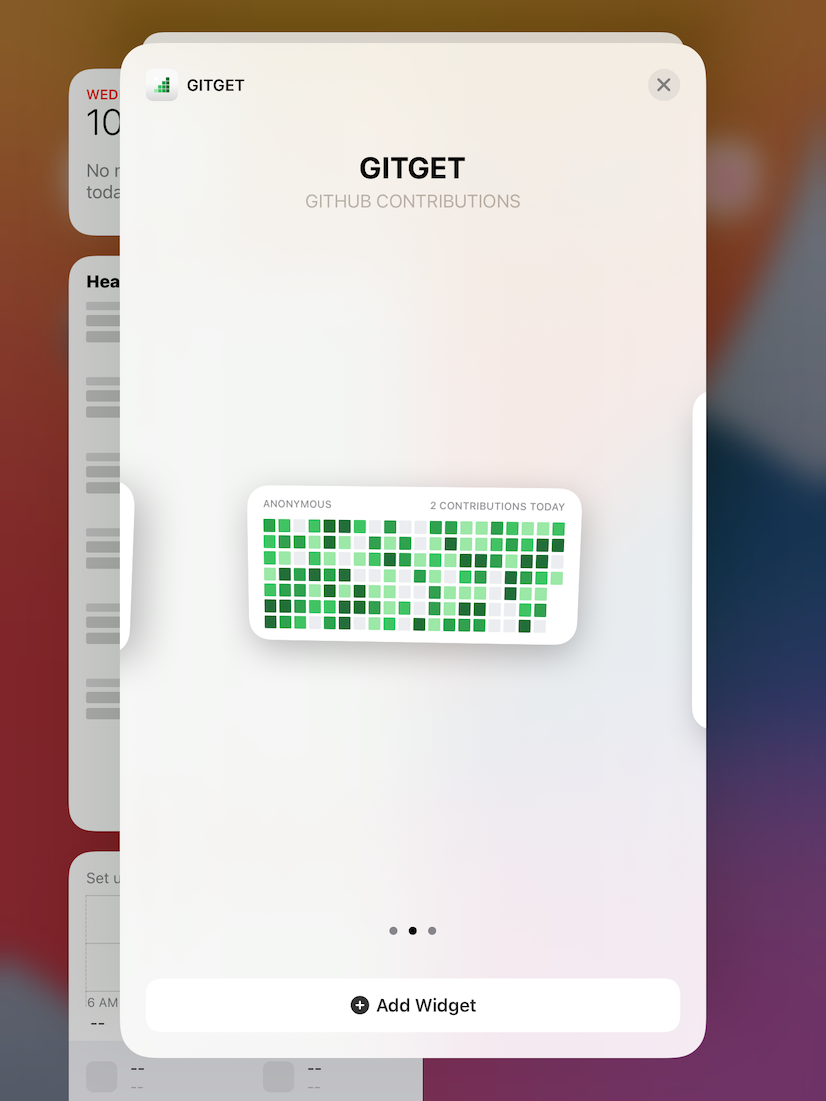 GITGET
GITGET
GITHUB CONTRIBUTIONS
WED
10
No
toda
Hea
ANONYMOUS
2 CONTRIBUTIONS TODAY
Set u
6 AM
--
--
--
--
--
Add Widget